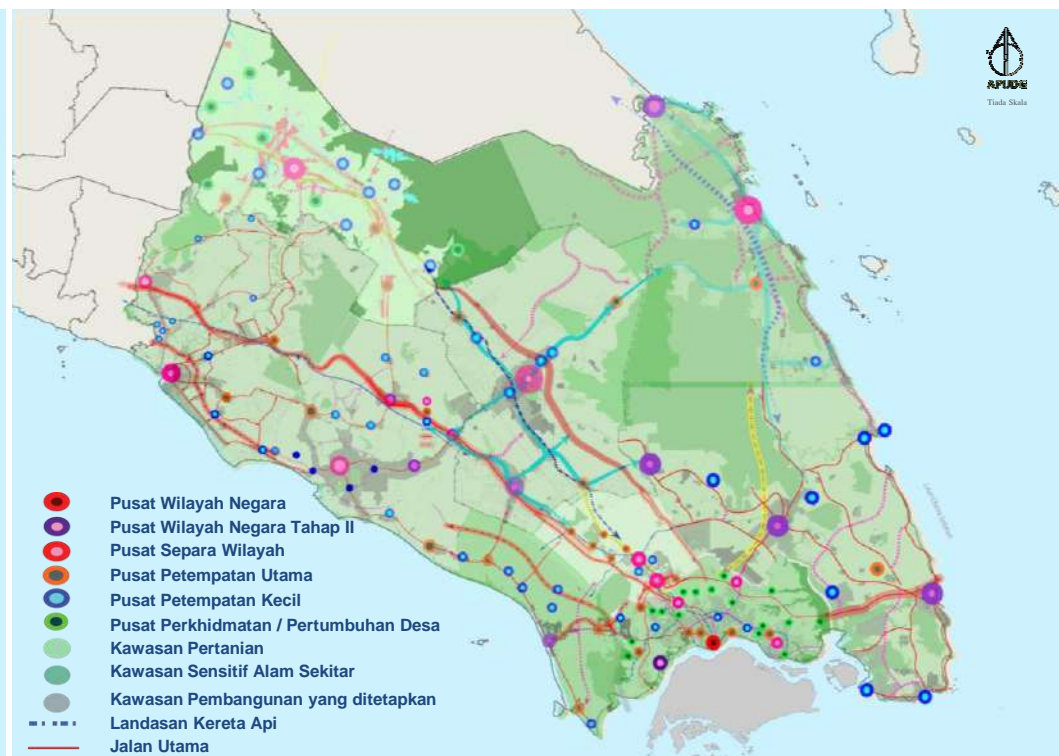 APUDG
Tiada Skala
Pusat Wilayah Negara
Pusat Wilayah Negara Tahap II
Pusat Separa Wilayah
Pusat Petempatan Utama
Pusat Petempatan Kecil
Pusat Perkhidmatan / Pertumbuhan Desa
Kawasan Pertanian
Kawasan Sensitif Alam Sekitar
Kawasan Pembangunan yang ditetapkan
Landasan Kereta Api
Jalan Utama